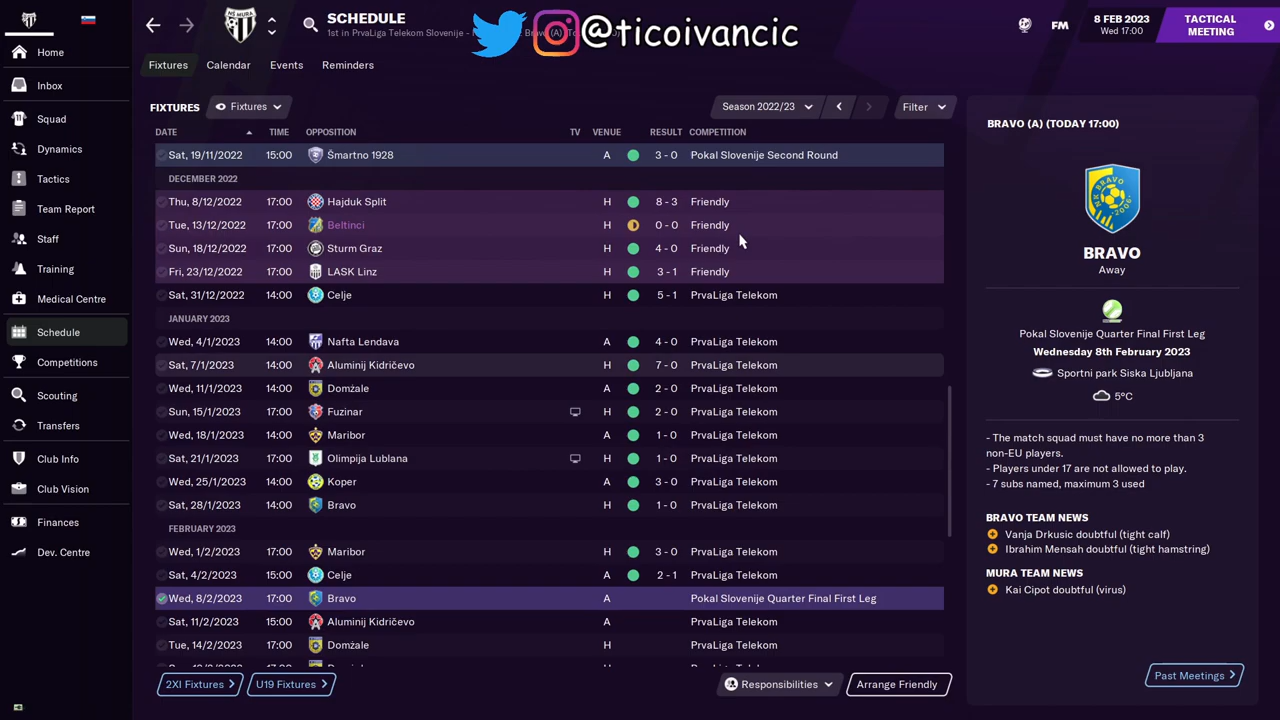 SCHEDULE
@ticoivancic
8 FEB 2023
Wed 17:00
FM
TACTICAL
MEETING
Home
Inbox
Squad
Dynamics
Tactics
Team Report
Staff
Training
Medical Centre
Schedule
Competitions
Scouting
Transfers
Club Info
Club Vision
Finances
Dev. Centre
Fixtures Calendar Events Reminders
FIXTURES Fixtures Season 2022/23 Filter
DATE TIME OPPOSITION TV VENUE RESULT COMPETITION
Sat, 19/11/2022 15:00 Šmartno 1928 A 3 - 0 Pokal Slovenije Second Round
DECEMBER 2022
Thu, 8/12/2022 17:00 Hajduk Split H 8 - 3 Friendly
Tue, 13/12/2022 17:00 Beltinci H 0 - 0 Friendly
Sun, 18/12/2022 17:00 Sturm Graz H 4 - 0 Friendly
Fri, 23/12/2022 17:00 LASK Linz H 3 - 1 Friendly
Sat, 31/12/2022 14:00 Celje H 5 - 1 PrvaLiga Telekom
JANUARY 2023
Wed, 4/1/2023 14:00 Nafta Lendava A 4 - 0 PrvaLiga Telekom
Sat, 7/1/2023 14:00 Aluminij Kidričevo H 7 - 0 PrvaLiga Telekom
Wed, 11/1/2023 14:00 Domžale A 2 - 0 PrvaLiga Telekom
Sun, 15/1/2023 17:00 Fuzinar H 2 - 0 PrvaLiga Telekom
Wed, 18/1/2023 14:00 Maribor A 1 - 0 PrvaLiga Telekom
Sat, 21/1/2023 17:00 Olimpija Lublana H 1 - 0 PrvaLiga Telekom
Wed, 25/1/2023 14:00 Koper A 3 - 0 PrvaLiga Telekom
Sat, 28/1/2023 14:00 Bravo H 1 - 0 PrvaLiga Telekom
FEBRUARY 2023
Wed, 1/2/2023 17:00 Maribor H 3 - 0 PrvaLiga Telekom
Sat, 4/2/2023 15:00 Celje A 2 - 1 PrvaLiga Telekom
Wed, 8/2/2023 17:00 Bravo A Pokal Slovenije Quarter Final First Leg
Sat, 11/2/2023 15:00 Aluminij Kidričevo A PrvaLiga Telekom
Tue, 14/2/2023 17:00 Domžale H PrvaLiga Telekom
2XI Fixtures U19 Fixtures Responsibilities Arrange Friendly
BRAVO (A) (TODAY 17:00)
BRAVO
2006
BRAVO
Away
Pokal Slovenije Quarter Final First Leg
Wednesday 8th February 2023
Sportni park Siska Ljubljana
5°C
- The match squad must have no more than 3
non-EU players.
- Players under 17 are not allowed to play.
- 7 subs named, maximum 3 used
BRAVO TEAM NEWS
Vanja Drkusic doubtful (tight calf)
Ibrahim Mensah doubtful (tight hamstring)
MURA TEAM NEWS
Kai Cipot doubtful (virus)
Past Meetings